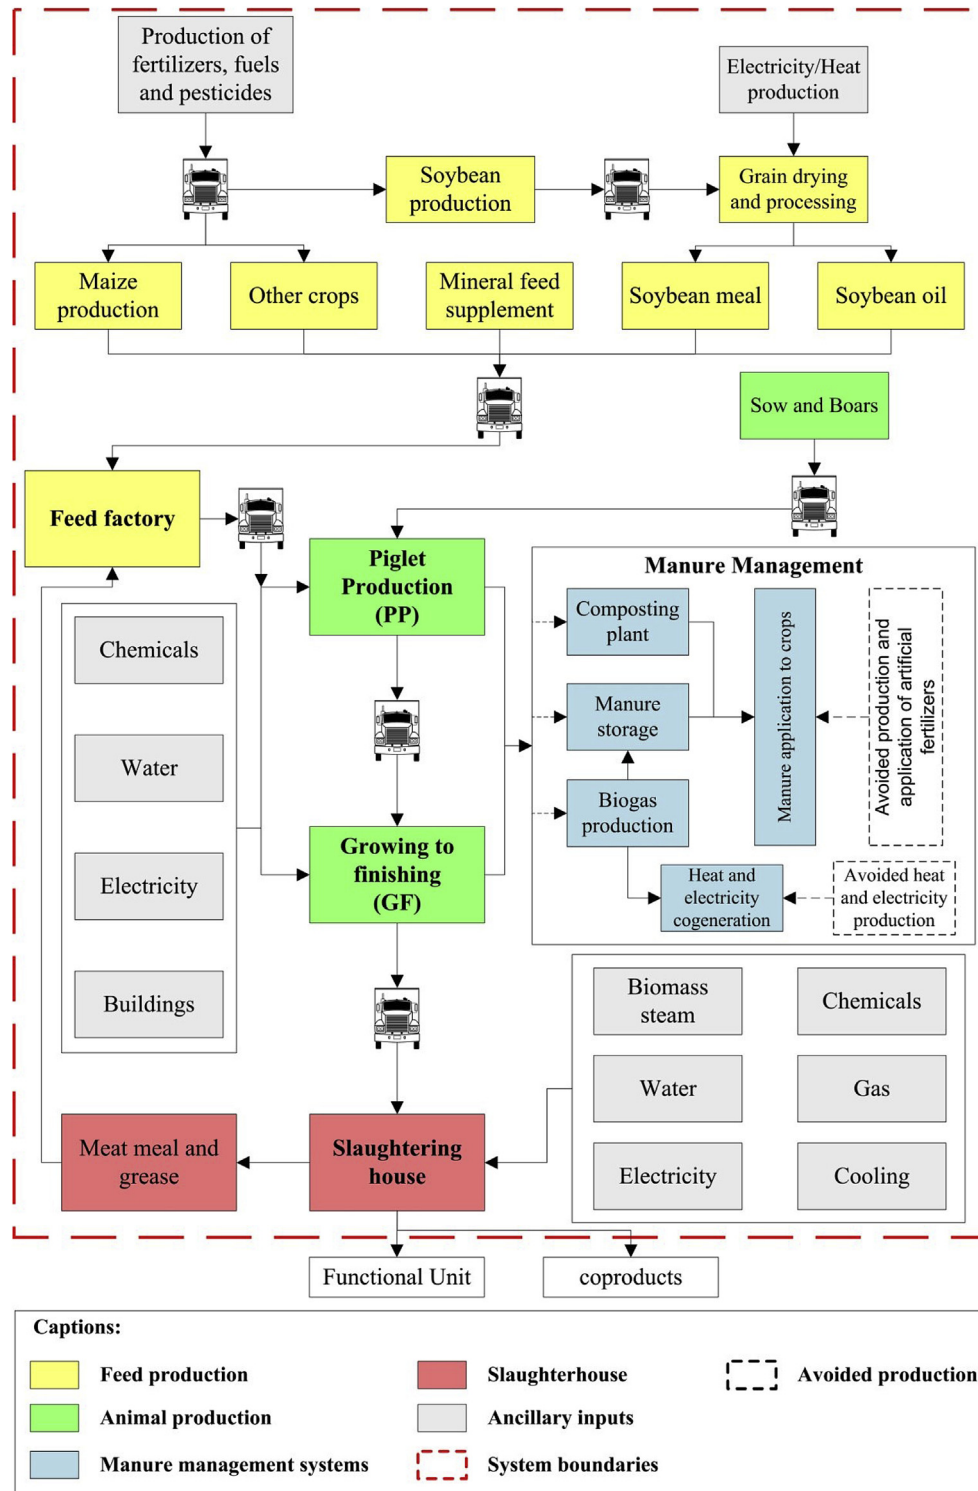 Production of
fertilizers, fuels
and pesticides
Electricity/Heat
production
Soybean
production
Grain drying
and processing
Maize
production
Other crops
Mineral feed
supplement
Soybean meal
Soybean oil
Sow and Boars
Feed factory
Piglet
Production
(PP)
Manure Management
Composting
plant
Manure
storage
Biogas
production
Manure application to crops
Avoided production and
application of artificial
fertilizers
Heat and
electricity
cogeneration
Avoided heat
and electricity
production
Chemicals
Water
Electricity
Buildings
Growing to
finishing
(GF)
Biomass
steam
Chemicals
Water
Gas
Electricity
Cooling
Meat meal and
grease
Slaughtering
house
Functional Unit
coproducts
Captions:
Feed production
Slaughterhouse
Avoided production
Animal production
Ancillary inputs
Manure management systems
System boundaries